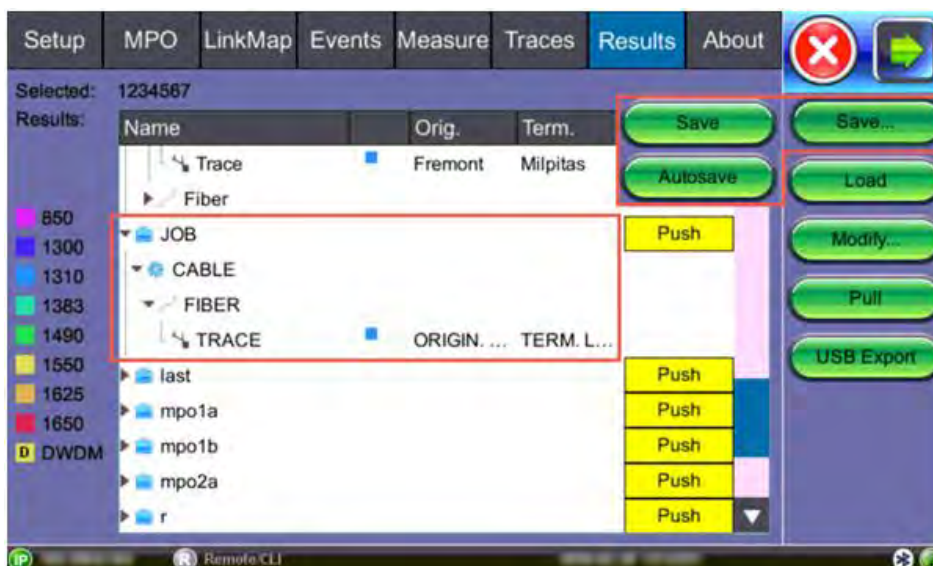 Setup MPO LinkMap Events Measure Traces Results About
Selected: 1234567
Results:
Name Orig. Term.
Save Save...
Trace Fremont Milpitas
Autosave Load
Fiber
850
JOB Push
1300 Modify...
CABLE
1310
FIBER
1383 Pull
1490
TRACE ORIGIN. ... TERM. L...
1550 USB Export
last Push
1625
mpo1a Push
1650
mpo1b Push
D DWDM
mpo2a Push
r Push
IP R Remote CLI